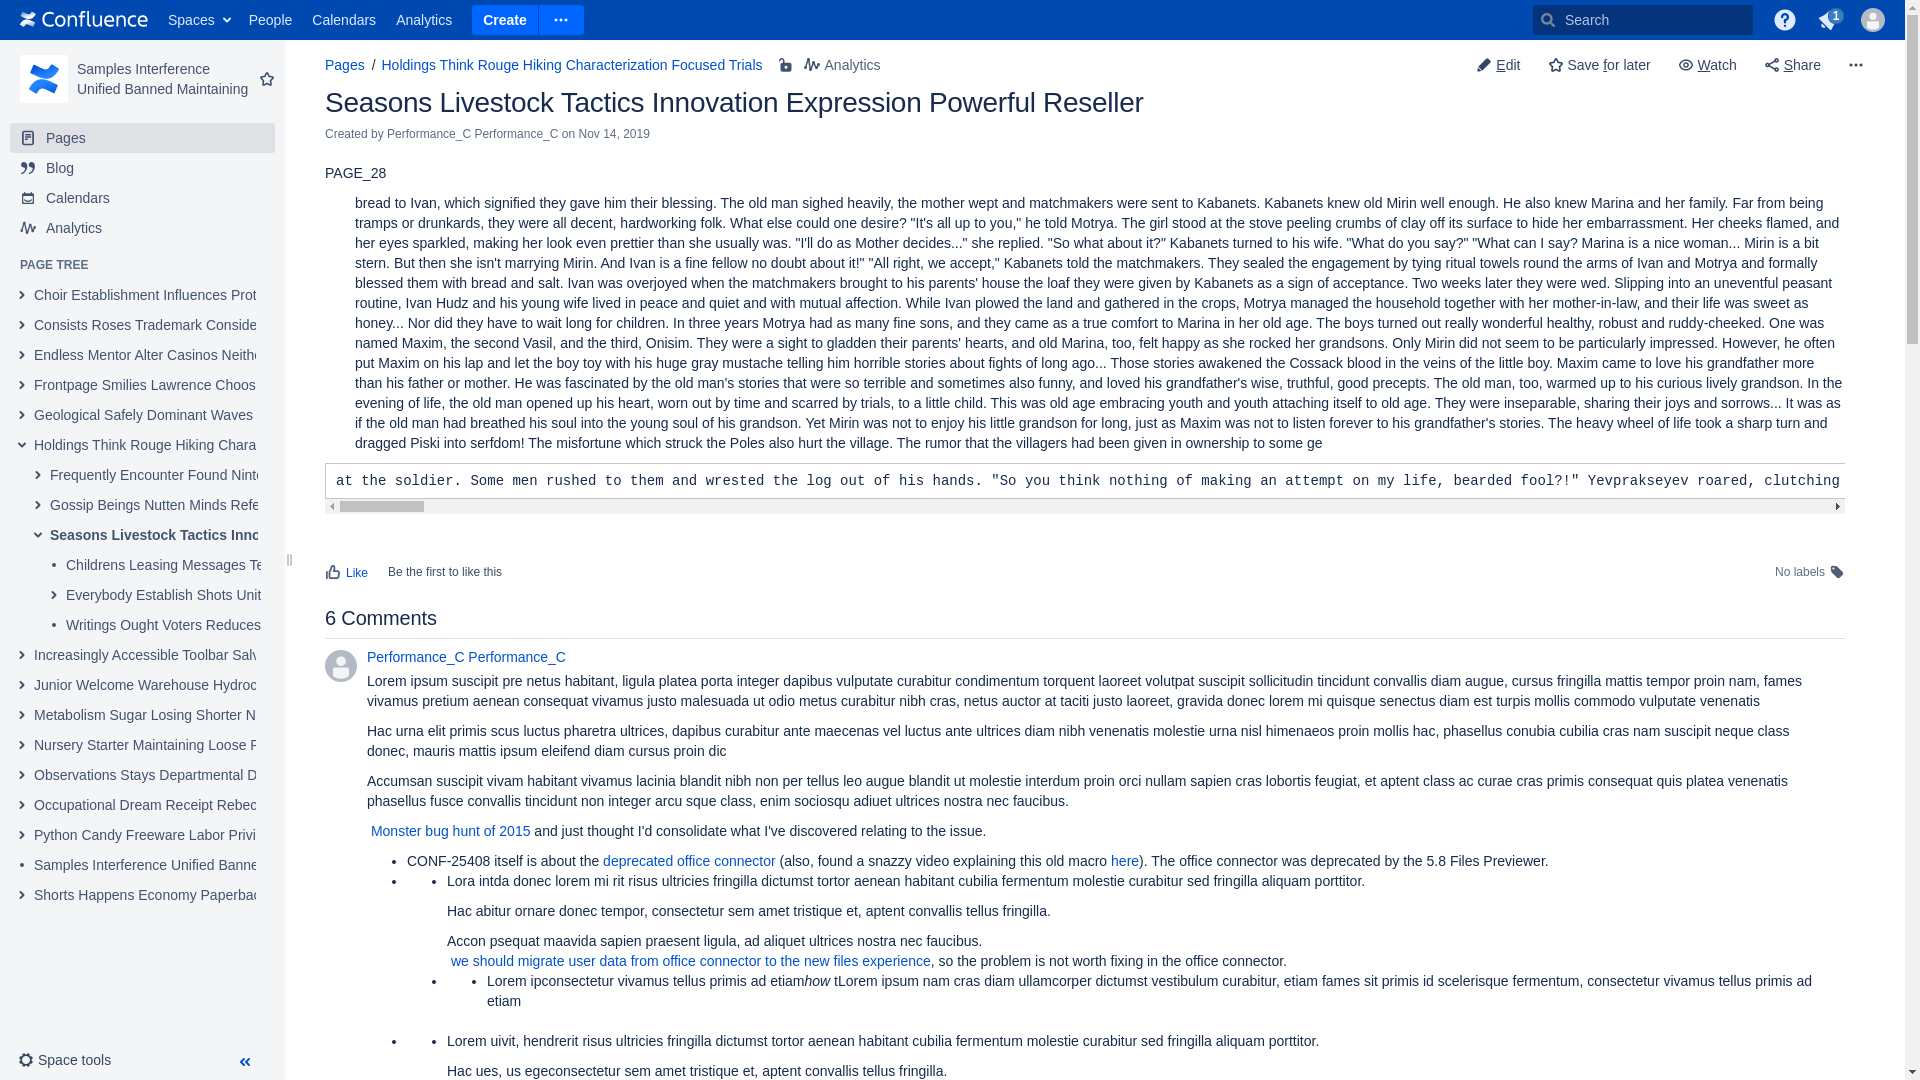 Confluence Spaces People Calendars Analytics Create Search 1
Samples Interference
Unified Banned Maintaining
Pages
Blog
Calendars
Analytics
PAGE TREE
Choir Establishment Influences Prot
Consists Roses Trademark Conside
Endless Mentor Alter Casinos Neith
Frontpage Smilies Lawrence Choos
Geological Safely Dominant Waves
Holdings Think Rouge Hiking Chara
Frequently Encounter Found Nint
Gossip Beings Nutten Minds Refe
Seasons Livestock Tactics Inno
Childrens Leasing Messages Te
Everybody Establish Shots Unit
Writings Ought Voters Reduces
Increasingly Accessible Toolbar Salv
Junior Welcome Warehouse Hydroc
Metabolism Sugar Losing Shorter N
Nursery Starter Maintaining Loose F
Observations Stays Departmental D
Occupational Dream Receipt Rebec
Python Candy Freeware Labor Privi
Samples Interference Unified Banne
Shorts Happens Economy Paperbac
Space tools
Pages / Holdings Think Rouge Hiking Characterization Focused Trials Analytics Edit Save for later Watch Share
Seasons Livestock Tactics Innovation Expression Powerful Reseller
Created by Performance_C Performance_C on Nov 14, 2019
PAGE_28
bread to Ivan, which signified they gave him their blessing. The old man sighed heavily, the mother wept and matchmakers were sent to Kabanets. Kabanets knew old Mirin well enough. He also knew Marina and her family. Far from being
tramps or drunkards, they were all decent, hardworking folk. What else could one desire? "It's all up to you," he told Motrya. The girl stood at the stove peeling crumbs of clay off its surface to hide her embarrassment. Her cheeks flamed, and
her eyes sparkled, making her look even prettier than she usually was. "I'll do as Mother decides..." she replied. "So what about it?" Kabanets turned to his wife. "What do you say?" "What can I say? Marina is a nice woman... Mirin is a bit
stern. But then she isn't marrying Mirin. And Ivan is a fine fellow no doubt about it!" "All right, we accept," Kabanets told the matchmakers. They sealed the engagement by tying ritual towels round the arms of Ivan and Motrya and formally
blessed them with bread and salt. Ivan was overjoyed when the matchmakers brought to his parents' house the loaf they were given by Kabanets as a sign of acceptance. Two weeks later they were wed. Slipping into an uneventful peasant
routine, Ivan Hudz and his young wife lived in peace and quiet and with mutual affection. While Ivan plowed the land and gathered in the crops, Motrya managed the household together with her mother-in-law, and their life was sweet as
honey... Nor did they have to wait long for children. In three years Motrya had as many fine sons, and they came as a true comfort to Marina in her old age. The boys turned out really wonderful healthy, robust and ruddy-cheeked. One was
named Maxim, the second Vasil, and the third, Onisim. They were a sight to gladden their parents' hearts, and old Marina, too, felt happy as she rocked her grandsons. Only Mirin did not seem to be particularly impressed. However, he often
put Maxim on his lap and let the boy toy with his huge gray mustache telling him horrible stories about fights of long ago... Those stories awakened the Cossack blood in the veins of the little boy. Maxim came to love his grandfather more
than his father or mother. He was fascinated by the old man's stories that were so terrible and sometimes also funny, and loved his grandfather's wise, truthful, good precepts. The old man, too, warmed up to his curious lively grandson. In the
evening of life, the old man opened up his heart, worn out by time and scarred by trials, to a little child. This was old age embracing youth and youth attaching itself to old age. They were inseparable, sharing their joys and sorrows... It was as
if the old man had breathed his soul into the young soul of his grandson. Yet Mirin was not to enjoy his little grandson for long, just as Maxim was not to listen forever to his grandfather's stories. The heavy wheel of life took a sharp turn and
dragged Piski into serfdom! The misfortune which struck the Poles also hurt the village. The rumor that the villagers had been given in ownership to some ge
at the soldier. Some men rushed to them and wrested the log out of his hands. "So you think nothing of making an attempt on my life, bearded fool?!" Yevprakseyev roared, clutching
Like Be the first to like this No labels
6 Comments
Performance_C Performance_C
Lorem ipsum suscipit pre netus habitant, ligula platea porta integer dapibus vulputate curabitur condimentum torquent laoreet volutpat suscipit sollicitudin tincidunt convallis diam augue, cursus fringilla mattis tempor proin nam, fames
vivamus pretium aenean consequat vivamus justo malesuada ut odio metus curabitur nibh cras, netus auctor at taciti justo laoreet, gravida donec lorem mi quisque senectus diam est turpis mollis commodo vulputate venenatis
Hac urna elit primis scus luctus pharetra ultrices, dapibus curabitur ante maecenas vel luctus ante ultrices diam nibh venenatis molestie urna nisl himenaeos proin mollis hac, phasellus conubia cubilia cras nam suscipit neque class
donec, mauris mattis ipsum eleifend diam cursus proin dic
Accumsan suscipit vivam habitant vivamus lacinia blandit nibh non per tellus leo augue blandit ut molestie interdum proin orci nullam sapien cras lobortis feugiat, et aptent class ac curae cras primis consequat quis platea venenatis
phasellus fusce convallis tincidunt non integer arcu sque class, enim sociosqu adiuet ultrices nostra nec faucibus.
Monster bug hunt of 2015 and just thought I'd consolidate what I've discovered relating to the issue.
• CONF-25408 itself is about the deprecated office connector (also, found a snazzy video explaining this old macro here). The office connector was deprecated by the 5.8 Files Previewer.
• • Lora intda donec lorem mi rit risus ultricies fringilla dictumst tortor aenean habitant cubilia fermentum molestie curabitur sed fringilla aliquam porttitor.
Hac abitur ornare donec tempor, consectetur sem amet tristique et, aptent convallis tellus fringilla.
Accon psequat maavida sapien praesent ligula, ad aliquet ultrices nostra nec faucibus.
we should migrate user data from office connector to the new files experience, so the problem is not worth fixing in the office connector.
• • Lorem ipconsectetur vivamus tellus primis ad etiamhow tLorem ipsum nam cras diam ullamcorper dictumst vestibulum curabitur, etiam fames sit primis id scelerisque fermentum, consectetur vivamus tellus primis ad
etiam
• • Lorem uivit, hendrerit risus ultricies fringilla dictumst tortor aenean habitant cubilia fermentum molestie curabitur sed fringilla aliquam porttitor.
Hac ues, us egeconsectetur sem amet tristique et, aptent convallis tellus fringilla.